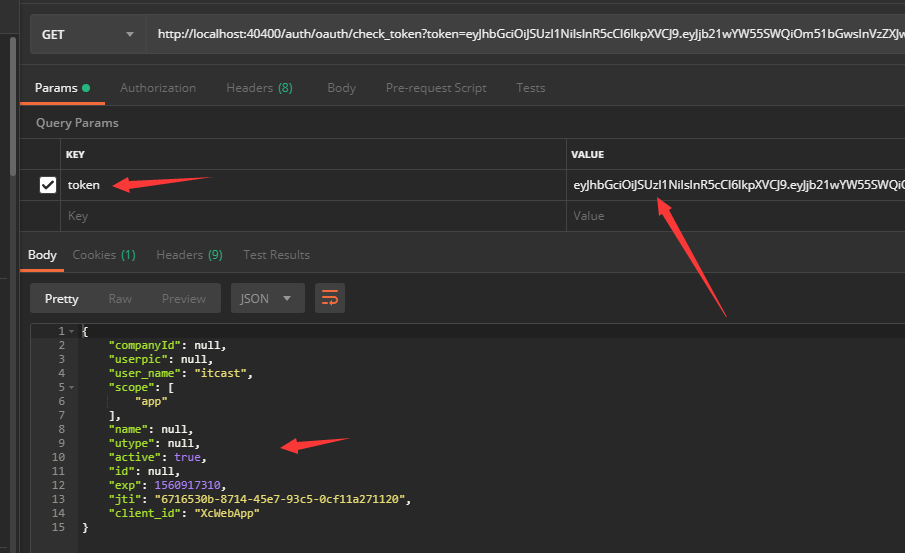 GET http://localhost:40400/auth/oauth/check_token?token=eyJhbGciOiJSUzI1NiIsInR5cCI6IkpXVCJ9.eyJjb21wYW55SWQiOm51bGwsInVzZXJw
Params Authorization Headers (8) Body Pre-request Script Tests
Query Params
KEY VALUE
token eyJhbGciOiJSUzI1NiIsInR5cCI6IkpXVCJ9.eyJjb21wYW55SWQiO
Key Value
Body Cookies (1) Headers (9) Test Results
Pretty Raw Preview JSON
1 {
2 "companyId": null,
3 "userpic": null,
4 "user_name": "itcast",
5 "scope": [
6 "app"
7 ],
8 "name": null,
9 "utype": null,
10 "active": true,
11 "id": null,
12 "exp": 1560917310,
13 "jti": "6716530b-8714-45e7-93c5-0cf11a271120",
14 "client_id": "XcWebApp"
15 }